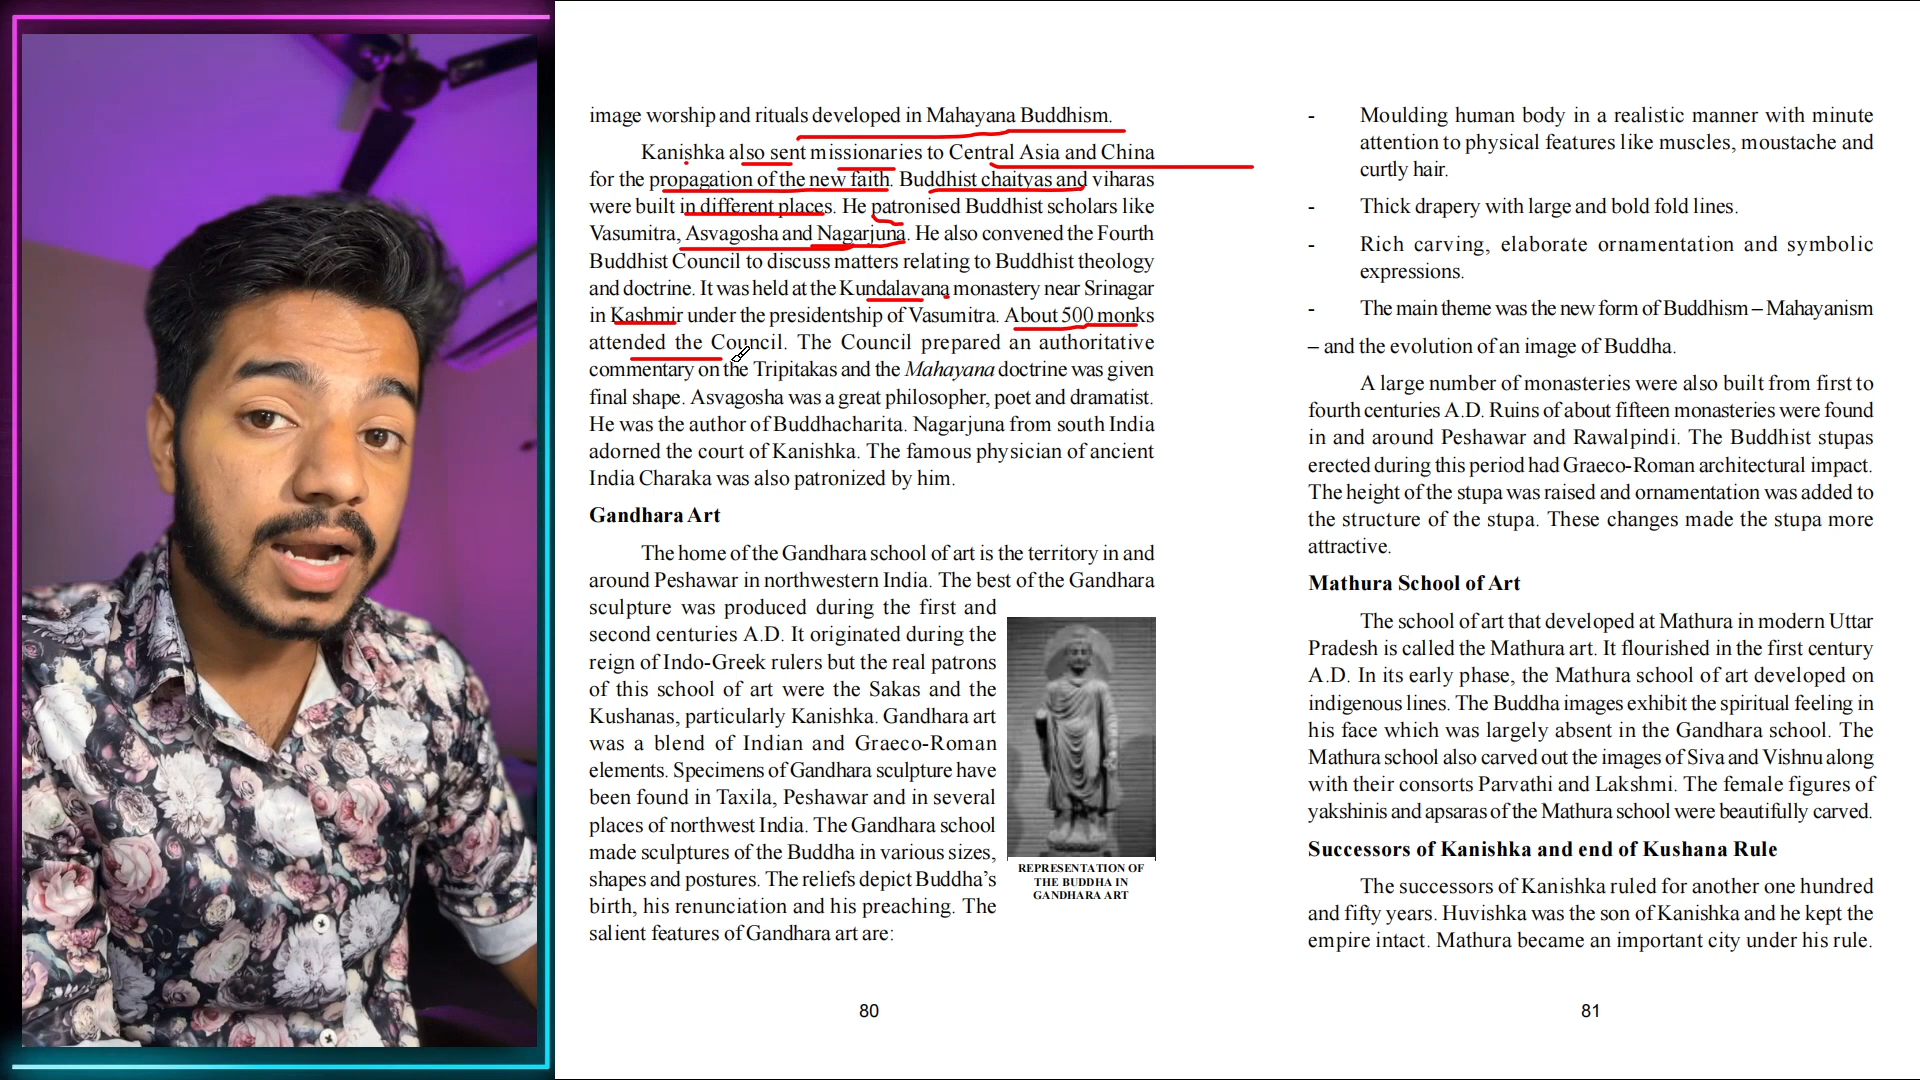 image worship and rituals developed in Mahayana Buddhism.
Kanishka also sent missionaries to Central Asia and China
for the propagation of the new faith. Buddhist chaityas and viharas
were built in different places. He patronised Buddhist scholars like
Vasumitra, Asvagosha and Nagarjuna. He also convened the Fourth
Buddhist Council to discuss matters relating to Buddhist theology
and doctrine. It was held at the Kundalavana monastery near Srinagar
in Kashmir under the presidentship of Vasumitra. About 500 monks
attended the Council. The Council prepared an authoritative
commentary on the Tripitakas and the Mahayana doctrine was given
final shape. Asvagosha was a great philosopher, poet and dramatist.
He was the author of Buddhacharita. Nagarjuna from south India
adorned the court of Kanishka. The famous physician of ancient
India Charaka was also patronized by him.
Gandhara Art
The home of the Gandhara school of art is the territory in and
around Peshawar in northwestern India. The best of the Gandhara
sculpture was produced during the first and
second centuries A.D. It originated during the
reign of Indo-Greek rulers but the real patrons
of this school of art were the Sakas and the
Kushanas, particularly Kanishka. Gandhara art
was a blend of Indian and Graeco-Roman
elements. Specimens of Gandhara sculpture have
been found in Taxila, Peshawar and in several
places of northwest India. The Gandhara school
made sculptures of the Buddha in various sizes,
shapes and postures. The reliefs depict Buddha's
birth, his renunciation and his preaching. The
salient features of Gandhara art are:
REPRESENTATION OF
THE BUDDHA IN
GANDHARA ART
80
- Moulding human body in a realistic manner with minute
attention to physical features like muscles, moustache and
curtly hair.
- Thick drapery with large and bold fold lines.
- Rich carving, elaborate ornamentation and symbolic
expressions.
- The main theme was the new form of Buddhism – Mahayanism
– and the evolution of an image of Buddha.
A large number of monasteries were also built from first to
fourth centuries A.D. Ruins of about fifteen monasteries were found
in and around Peshawar and Rawalpindi. The Buddhist stupas
erected during this period had Graeco-Roman architectural impact.
The height of the stupa was raised and ornamentation was added to
the structure of the stupa. These changes made the stupa more
attractive.
Mathura School of Art
The school of art that developed at Mathura in modern Uttar
Pradesh is called the Mathura art. It flourished in the first century
A.D. In its early phase, the Mathura school of art developed on
indigenous lines. The Buddha images exhibit the spiritual feeling in
his face which was largely absent in the Gandhara school. The
Mathura school also carved out the images of Siva and Vishnu along
with their consorts Parvathi and Lakshmi. The female figures of
yakshinis and apsaras of the Mathura school were beautifully carved.
Successors of Kanishka and end of Kushana Rule
The successors of Kanishka ruled for another one hundred
and fifty years. Huvishka was the son of Kanishka and he kept the
empire intact. Mathura became an important city under his rule.
81